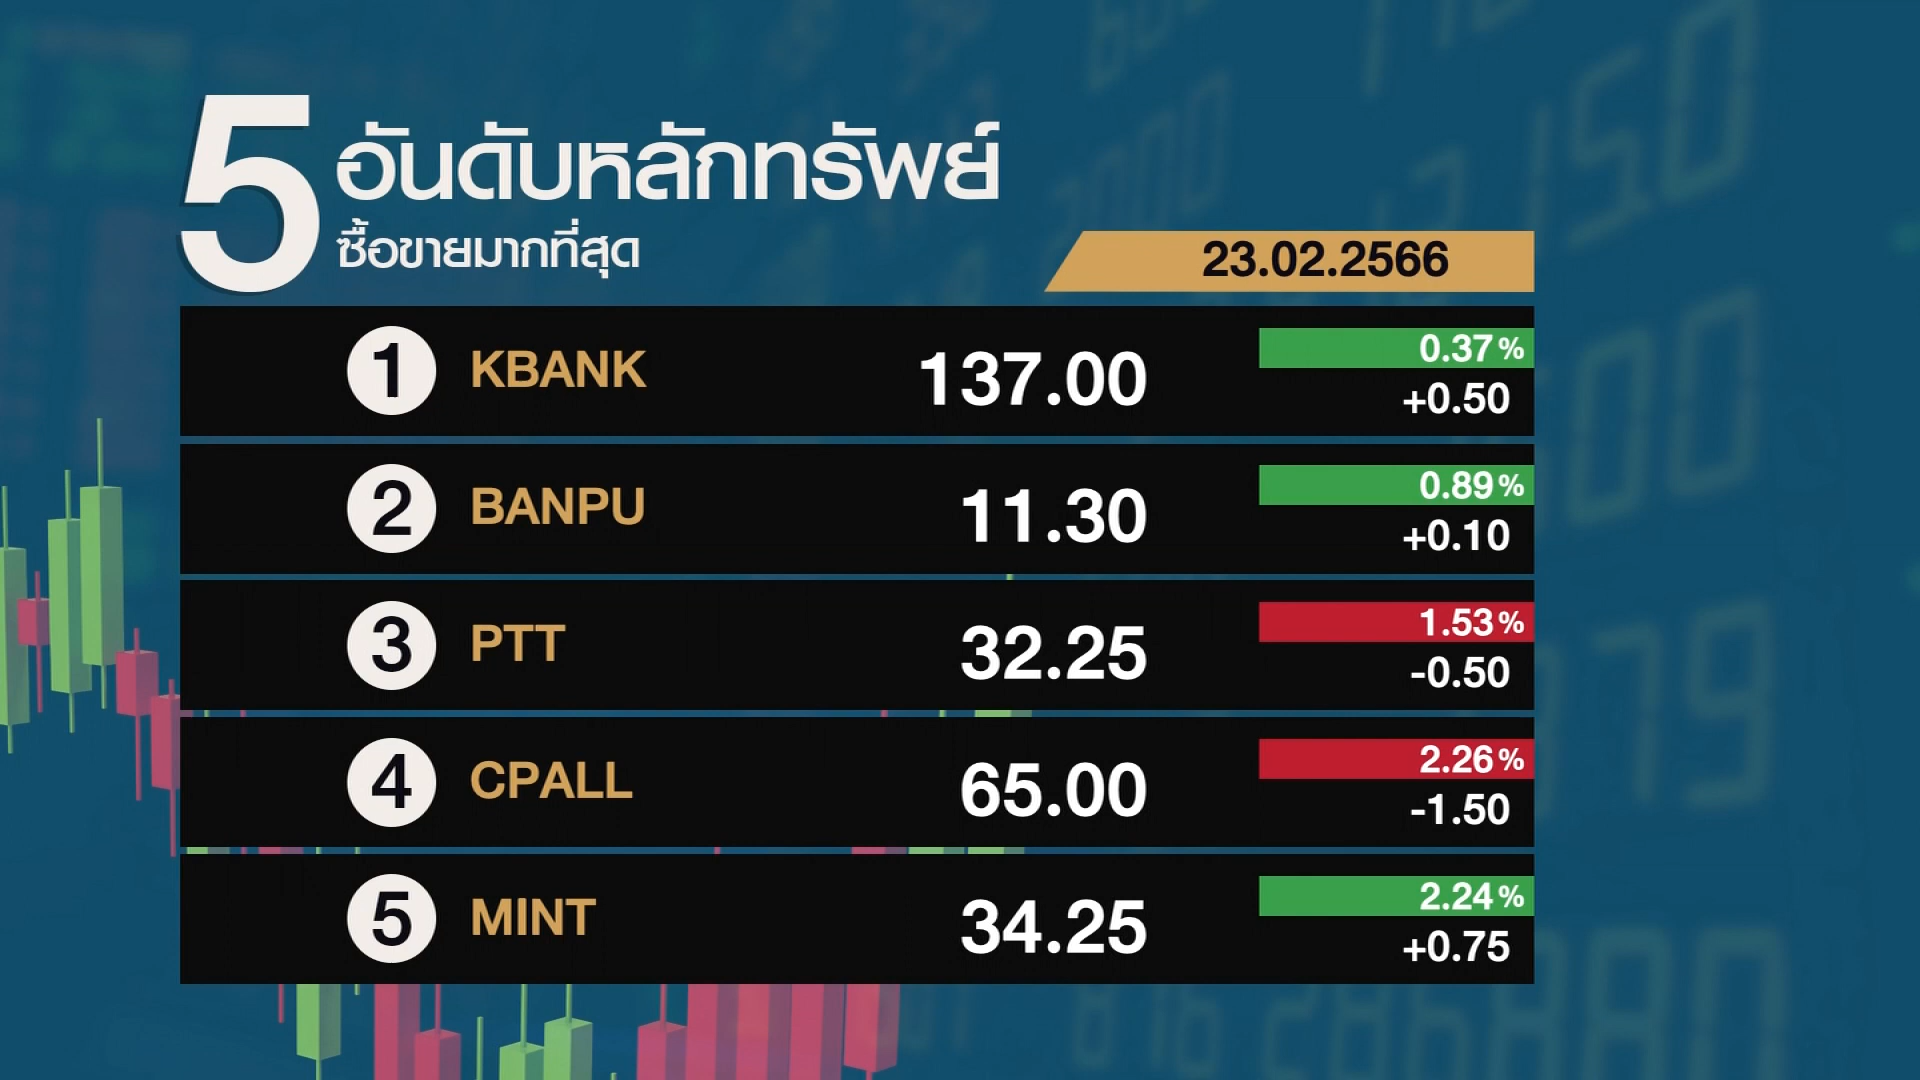 5 อันดับหลักทรัพย์
ซื้อขายมากที่สุด
23.02.2566
1 KBANK 137.00 0.37%
+0.50
2 BANPU 11.30 0.89%
+0.10
3 PTT 32.25 1.53%
-0.50
4 CPALL 65.00 2.26%
-1.50
5 MINT 34.25 2.24%
+0.75